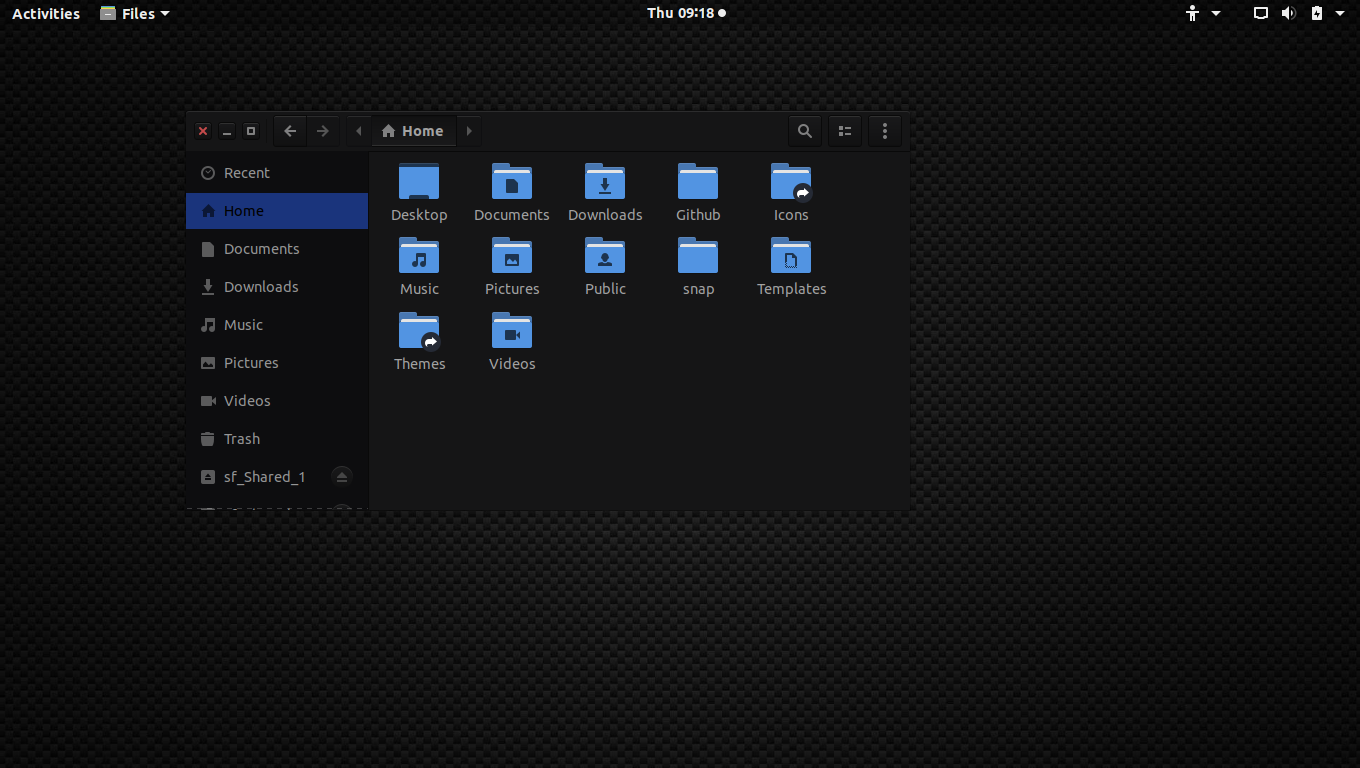 Activities Files Thu 09:18
Home
Recent
Home
Documents
Downloads
Music
Pictures
Videos
Trash
sf_Shared_1
Desktop Documents Downloads Github Icons
Music Pictures Public snap Templates
Themes Videos